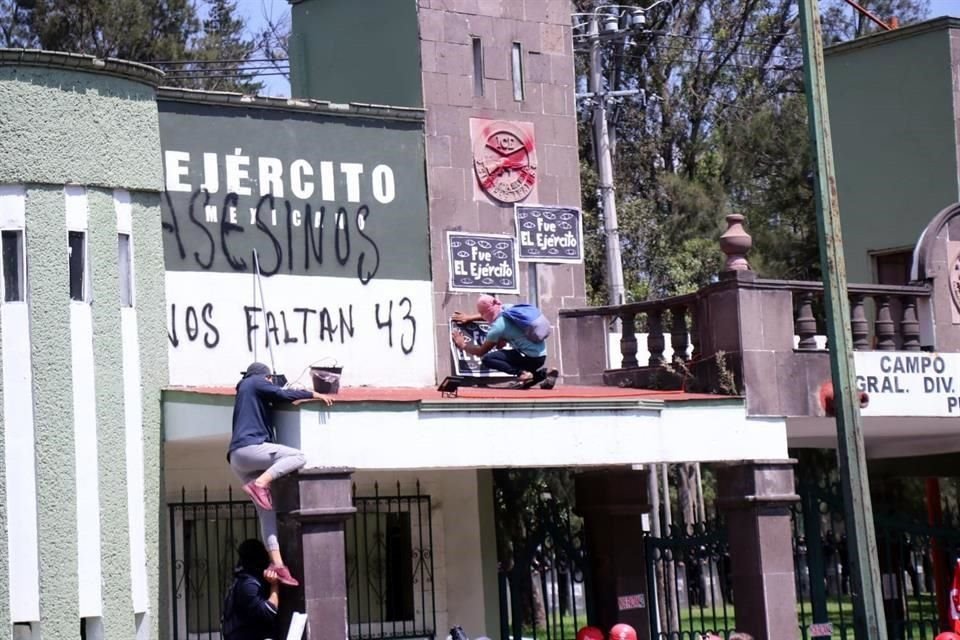 EJÉRCITO
MEXICANO
ASESINOS
NOS FALTAN 43
Fue
EL Ejército
Fue
El Ejército
CAMPO
GRAL. DIV.